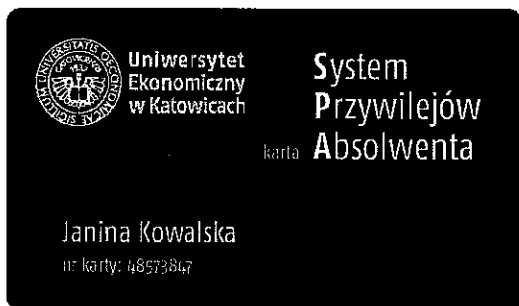 Uniwersytet
Ekonomiczny
w Katowicach
System
Przywilejów
karta Absolwenta
Janina Kowalska
nr karty: 48573847